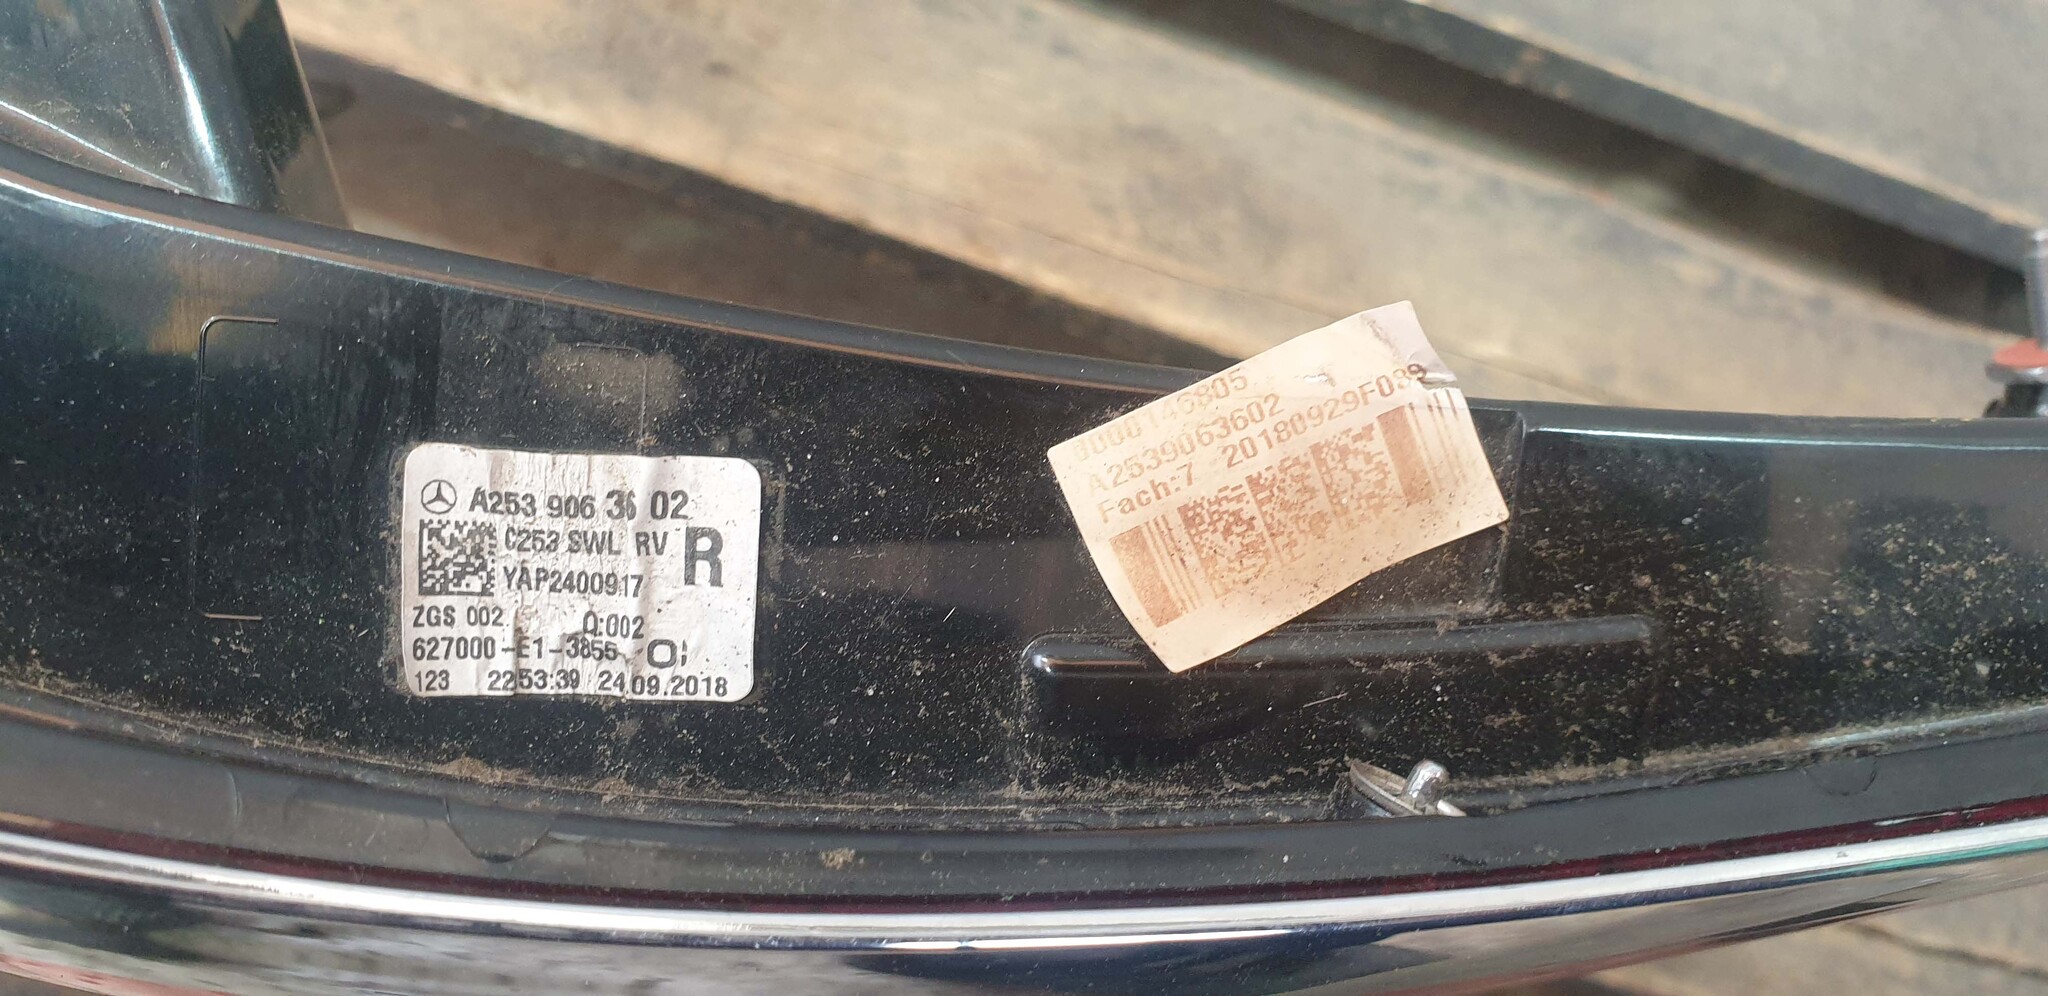 A253 906 36 02
C253 SWL RV R
YAP2400917
ZGS 002 Q:002
627000-E1-3855
123 22:53:39 24.09.2018
0000146805
A2539063602
Fach:7 20180929F039